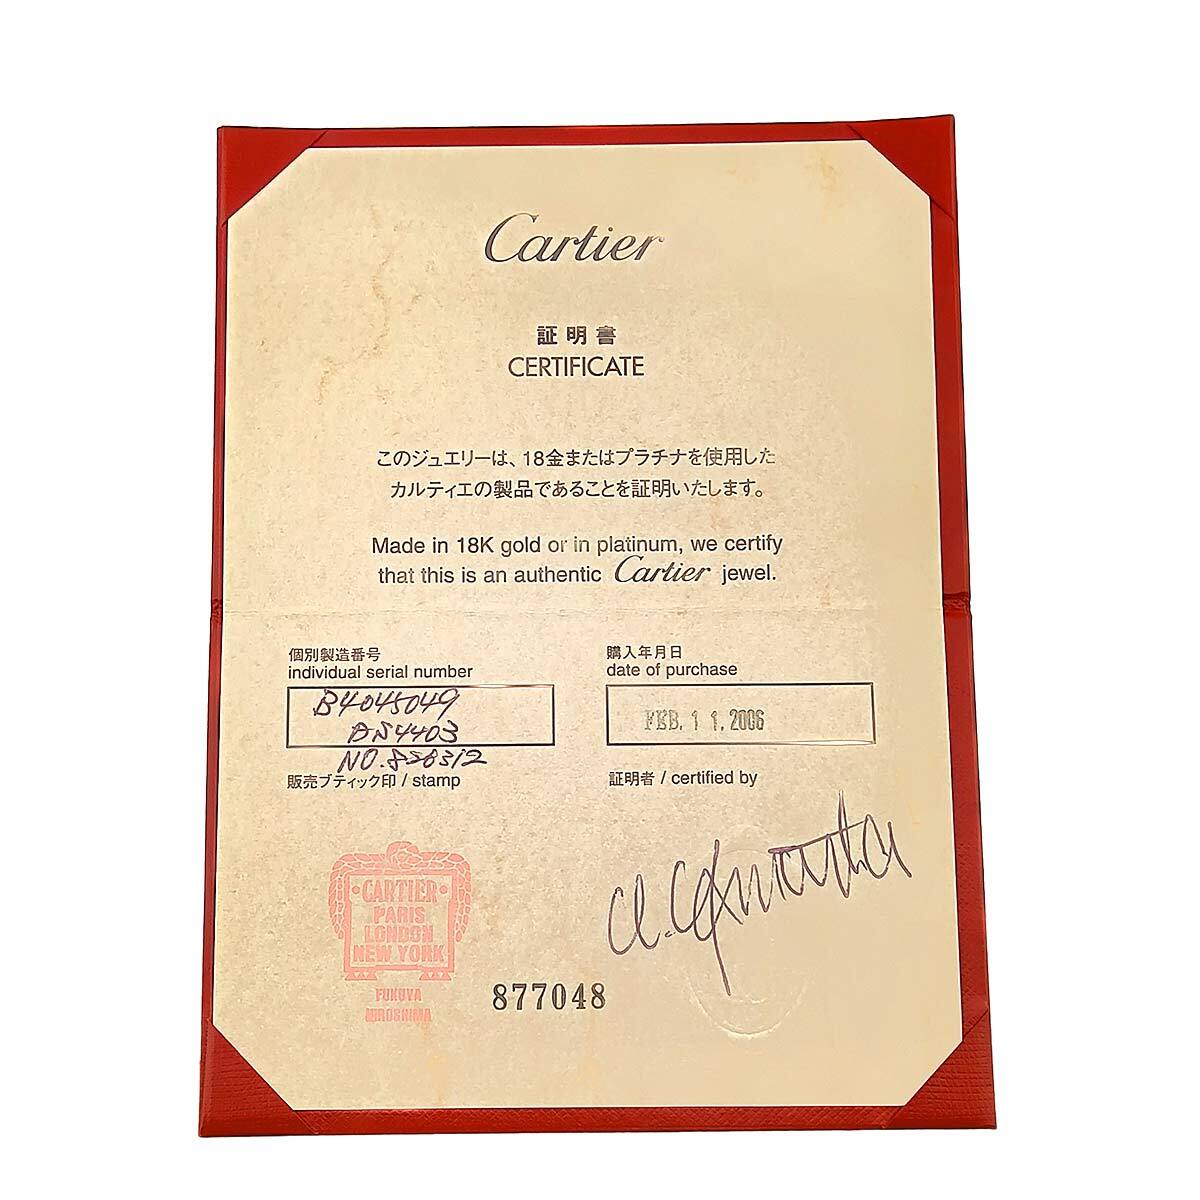 Cartier
証明書
CERTIFICATE
このジュエリーは、18金またはプラチナを使用した
カルティエの製品であることを証明いたします。
Made in 18K gold or in platinum, we certify
that this is an authentic Cartier jewel.
個別製造番号
individual serial number
B4045049
BS4403
NO.828312
購入年月日
date of purchase
FEB. 11. 2006
販売ブティック印 / stamp
証明者 / certified by
CARTIER
PARIS
LONDON
NEW YORK
FUKUYA
HIROSHIMA
877048